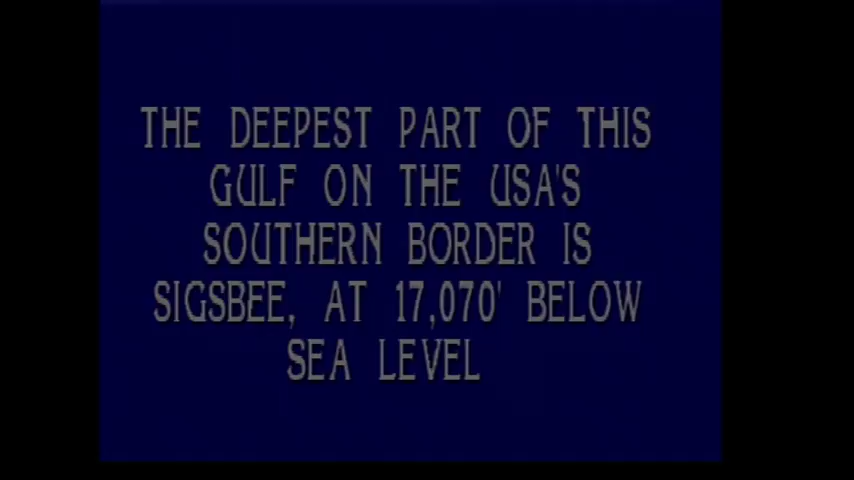 THE DEEPEST PART OF THIS
GULF ON THE USA'S
SOUTHERN BORDER IS
SIGSBEE, AT 17,070' BELOW
SEA LEVEL